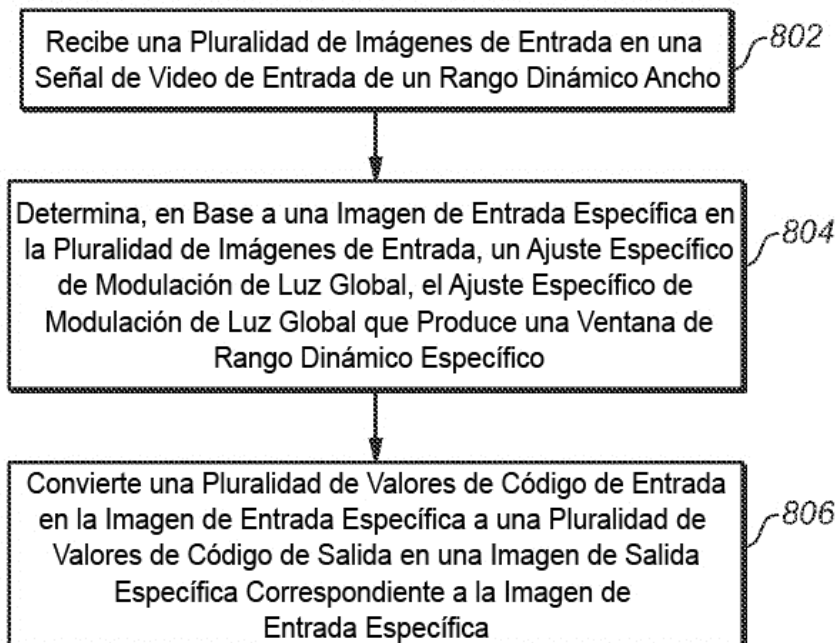 Recibe una Pluralidad de Imágenes de Entrada en una
Señal de Video de Entrada de un Rango Dinámico Ancho
802
Determina, en Base a una Imagen de Entrada Específica en
la Pluralidad de Imágenes de Entrada, un Ajuste Específico
de Modulación de Luz Global, el Ajuste Específico de
Modulación de Luz Global que Produce una Ventana de
Rango Dinámico Específico
804
Convierte una Pluralidad de Valores de Código de Entrada
en la Imagen de Entrada Específica a una Pluralidad de
Valores de Código de Salida en una Imagen de Salida
Específica Correspondiente a la Imagen de
Entrada Específica
806